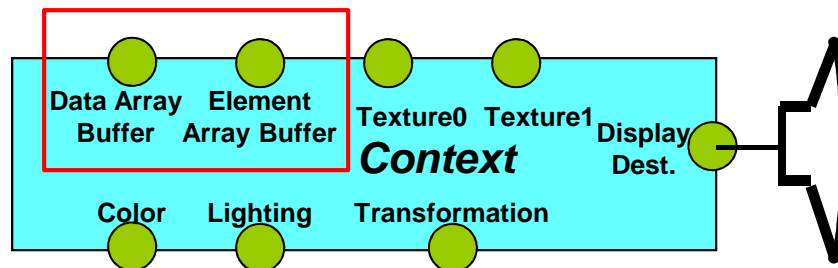 Data Array
Buffer
Element
Array Buffer
Texture0
Texture1
Display
Dest.
Context
Color
Lighting
Transformation